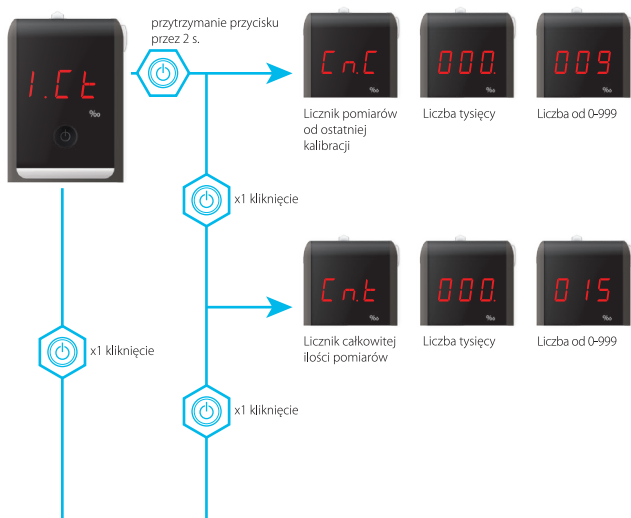 przytrzymanie przycisku
przez 2 s.
1.Ct
‰
Cn.C
‰
000.
‰
009
‰
Licznik pomiarów
od ostatniej
kalibracji
Liczba tysięcy
Liczba od 0-999
x1 kliknięcie
Cn.t
‰
000.
‰
015
‰
Licznik całkowitej
ilości pomiarów
Liczba tysięcy
Liczba od 0-999
x1 kliknięcie
x1 kliknięcie